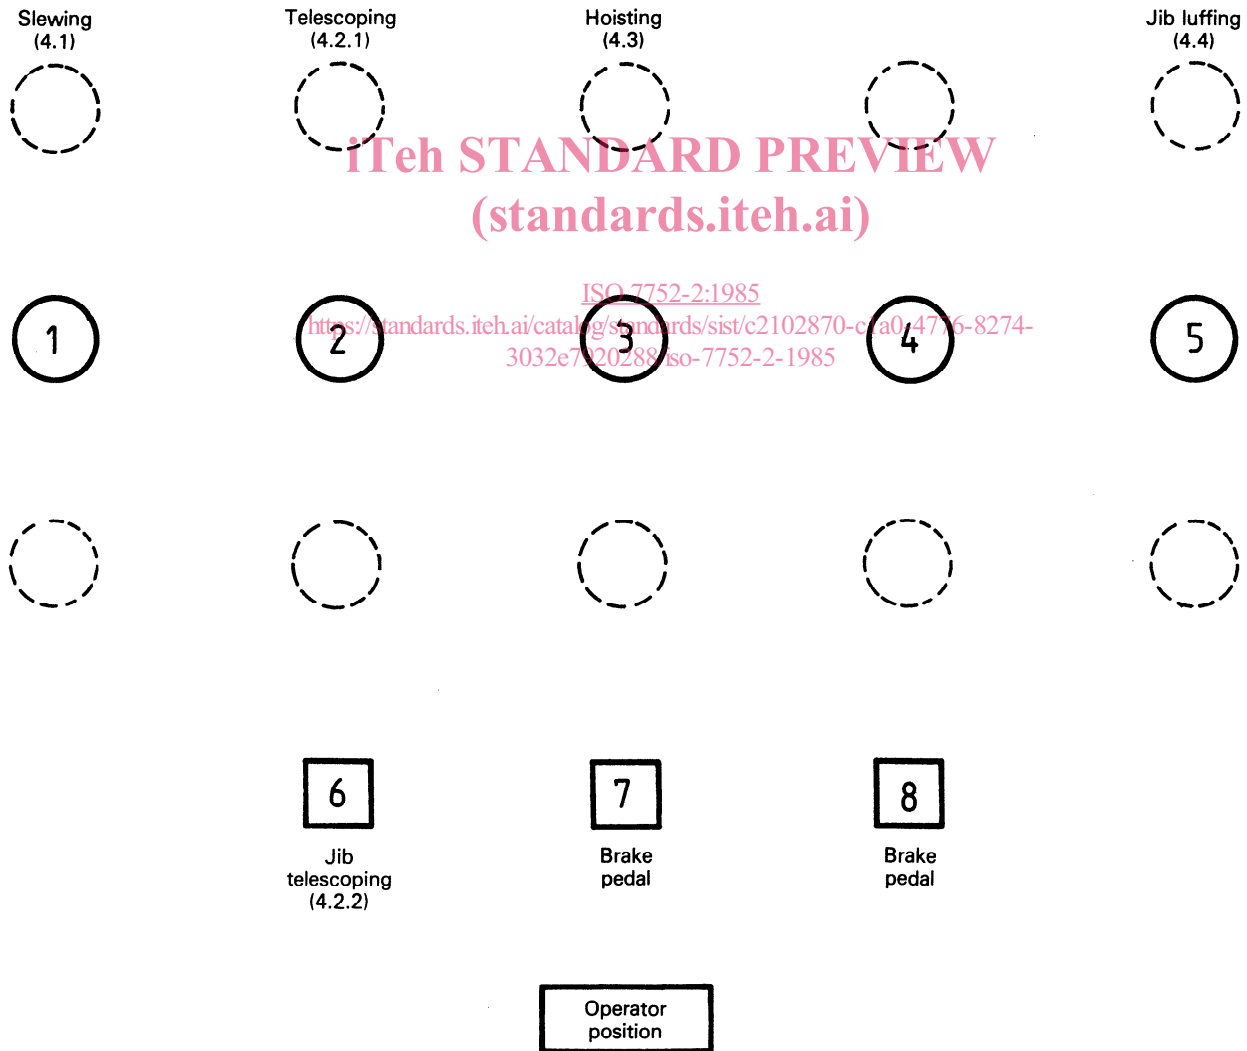 Slewing
(4.1)
Telescoping
(4.2.1)
Hoisting
(4.3)
Jib luffing
(4.4)
iTeh STANDARD PREVIEW
(standards.iteh.ai)
ISO 7752-2:1985
https://standards.iteh.ai/catalog/standards/sist/c2102870-c1a0-4776-8274-
3032e7920288/iso-7752-2-1985
1
2
3
4
5
6
7
8
Jib
telescoping
(4.2.2)
Brake
pedal
Brake
pedal
Operator
position